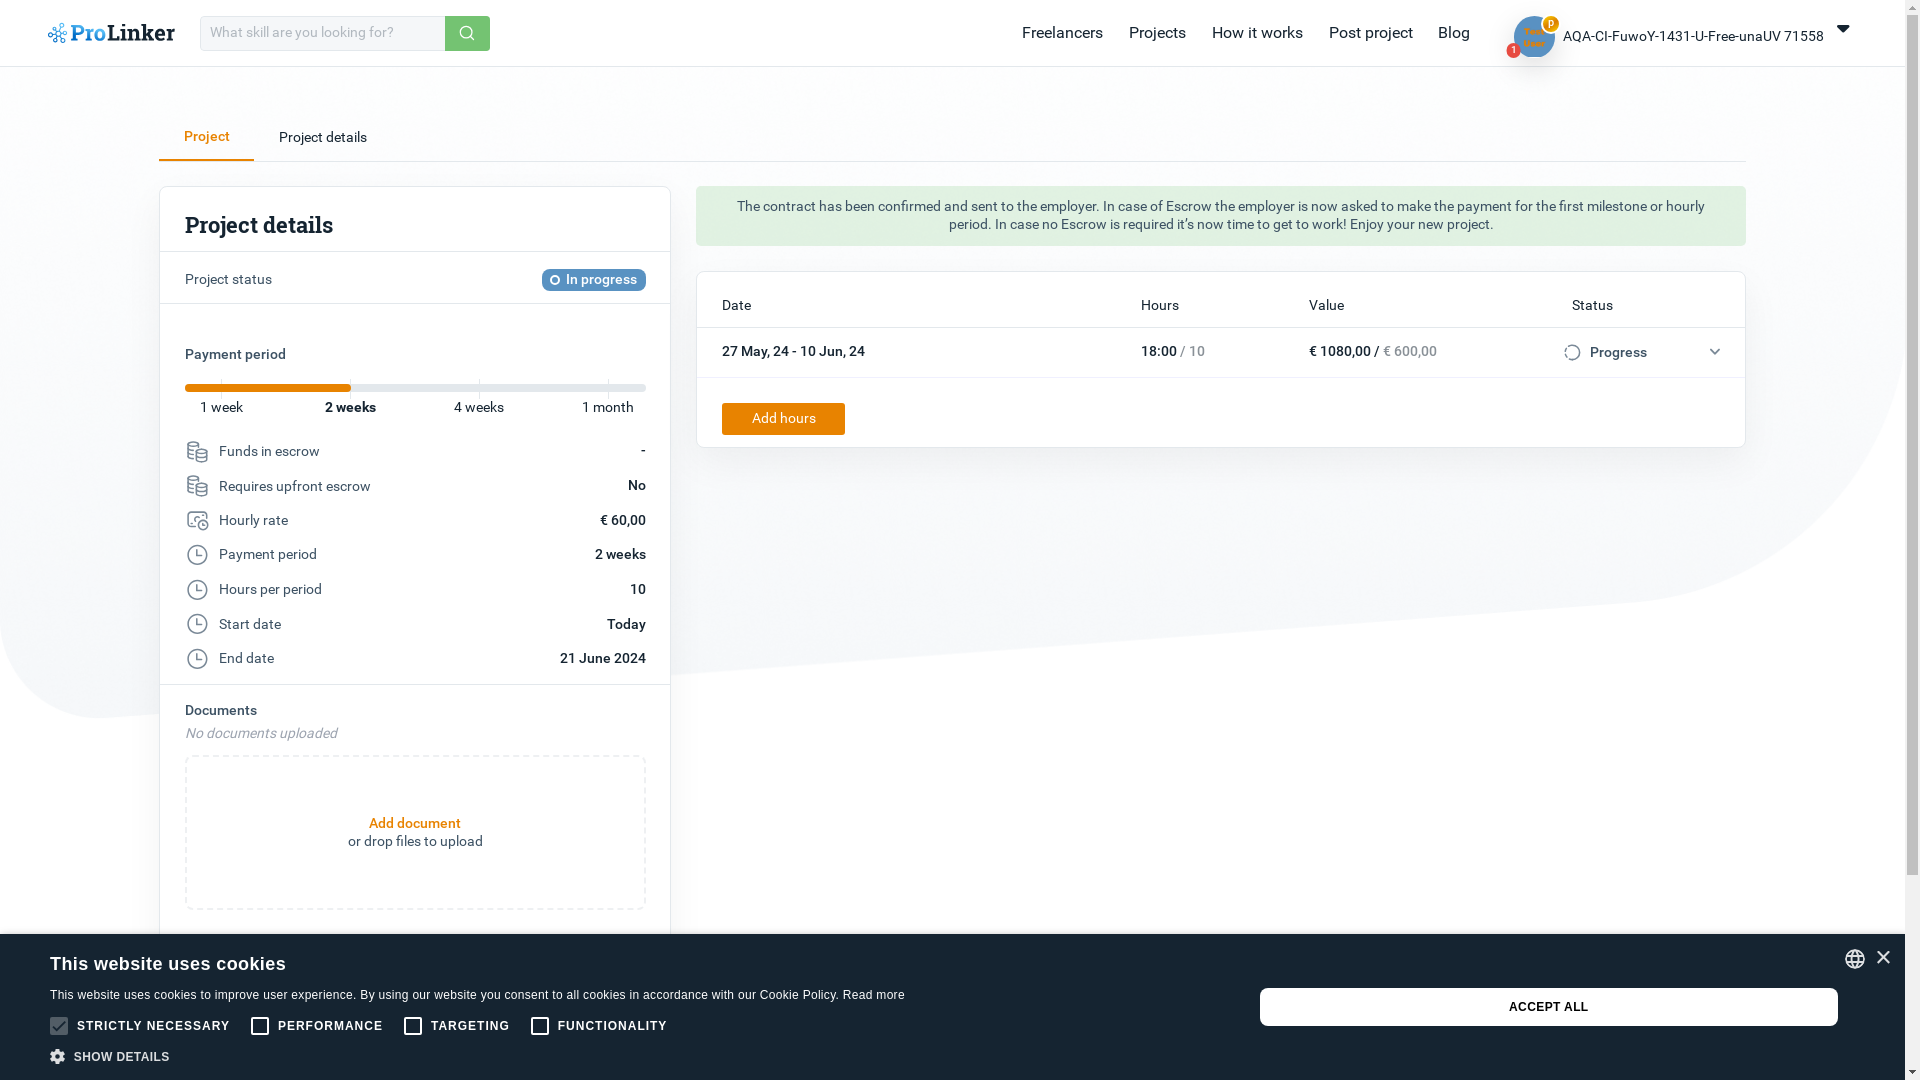 ProLinker
What skill are you looking for?
Freelancers
Projects
How it works
Post project
Blog
p
1
AQA-CI-FuwoY-1431-U-Free-unaUV 71558
Project
Project details
Project details
Project status
In progress
Payment period
1 week
2 weeks
4 weeks
1 month
Funds in escrow -
Requires upfront escrow No
Hourly rate € 60,00
Payment period 2 weeks
Hours per period 10
Start date Today
End date 21 June 2024
Documents
No documents uploaded
Add document
or drop files to upload
The contract has been confirmed and sent to the employer. In case of Escrow the employer is now asked to make the payment for the first milestone or hourly
period. In case no Escrow is required it’s now time to get to work! Enjoy your new project.
Date Hours Value Status
27 May, 24 - 10 Jun, 24 18:00 / 10 € 1080,00 / € 600,00 Progress
Add hours
This website uses cookies
This website uses cookies to improve user experience. By using our website you consent to all cookies in accordance with our Cookie Policy. Read more
STRICTLY NECESSARY PERFORMANCE TARGETING FUNCTIONALITY
SHOW DETAILS
ACCEPT ALL